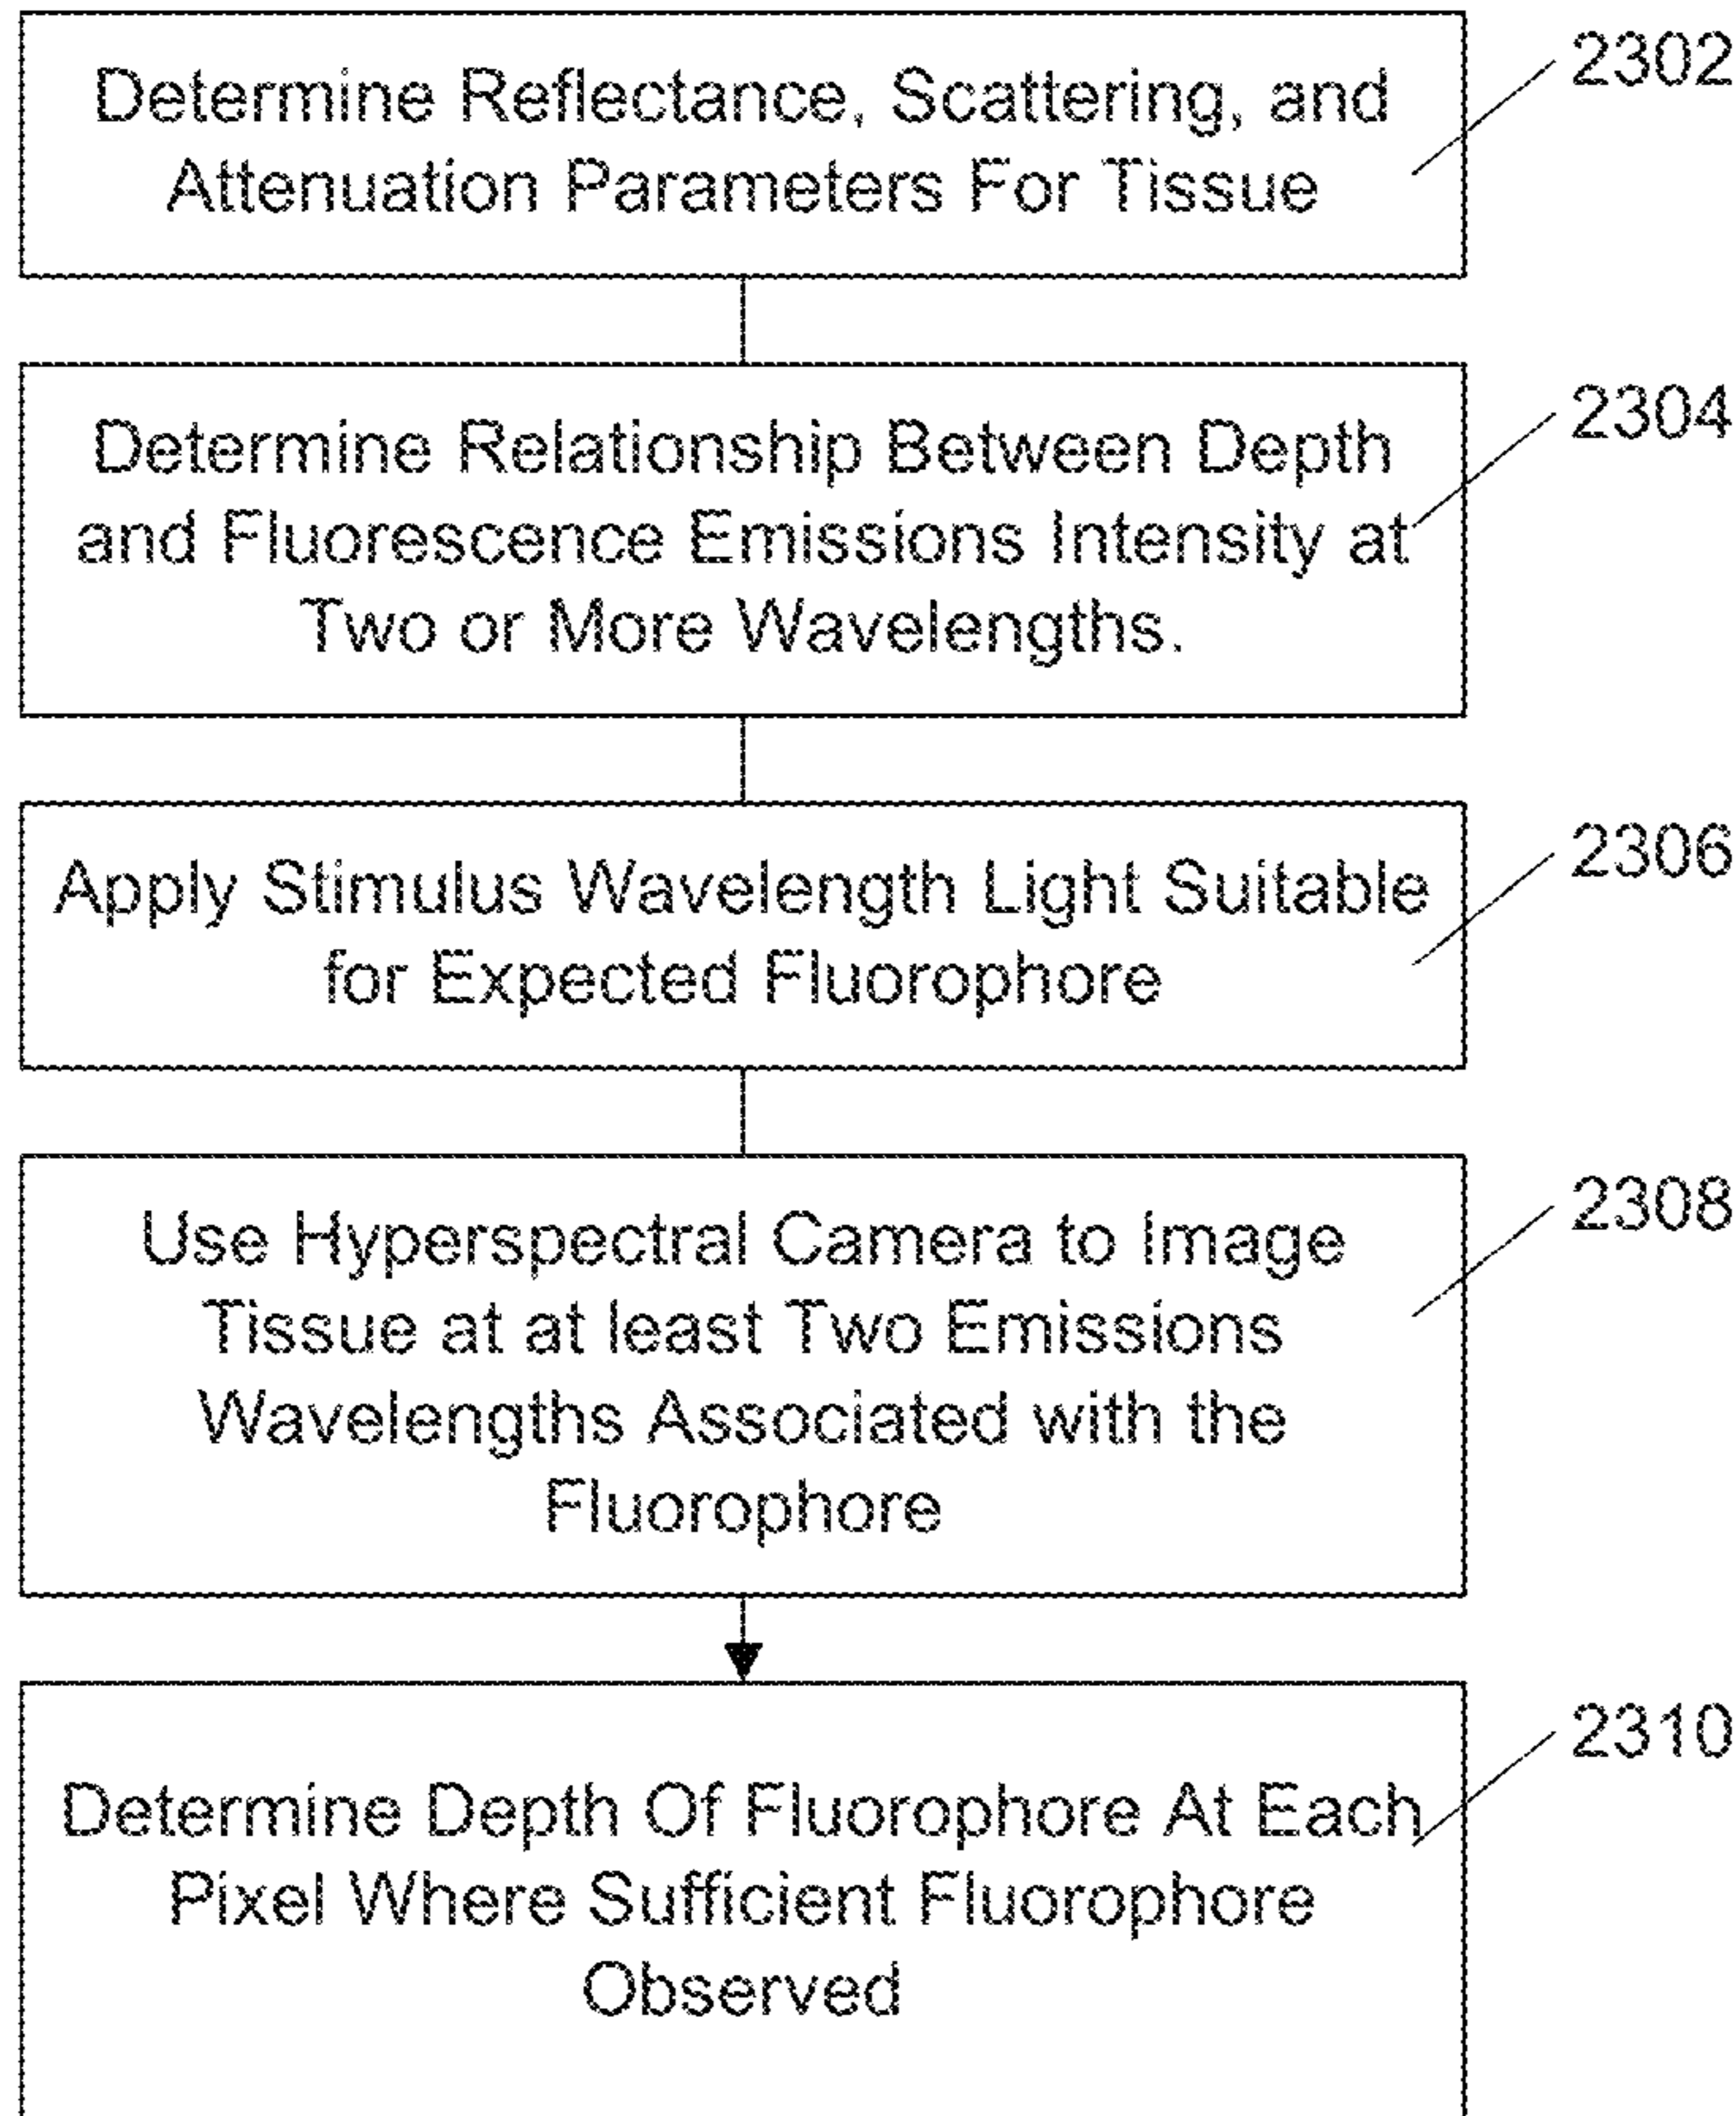 Determine Reflectance, Scattering, and
Attenuation Parameters For Tissue
2302
Determine Relationship Between Depth
and Fluorescence Emissions Intensity at
Two or More Wavelengths.
2304
Apply Stimulus Wavelength Light Suitable
for Expected Fluorophore
2306
Use Hyperspectral Camera to Image
Tissue at at least Two Emissions
Wavelengths Associated with the
Fluorophore
2308
Determine Depth Of Fluorophore At Each
Pixel Where Sufficient Fluorophore
Observed
2310